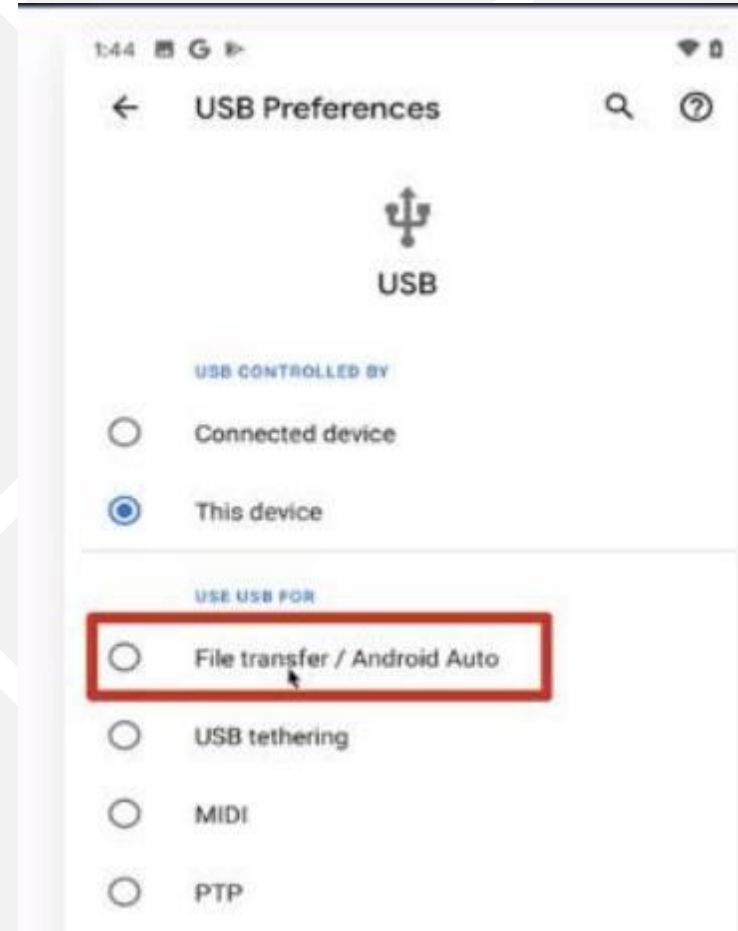 1:44 G
USB Preferences
USB
USB CONTROLLED BY
Connected device
This device
USE USB FOR
File transfer / Android Auto
USB tethering
MIDI
PTP